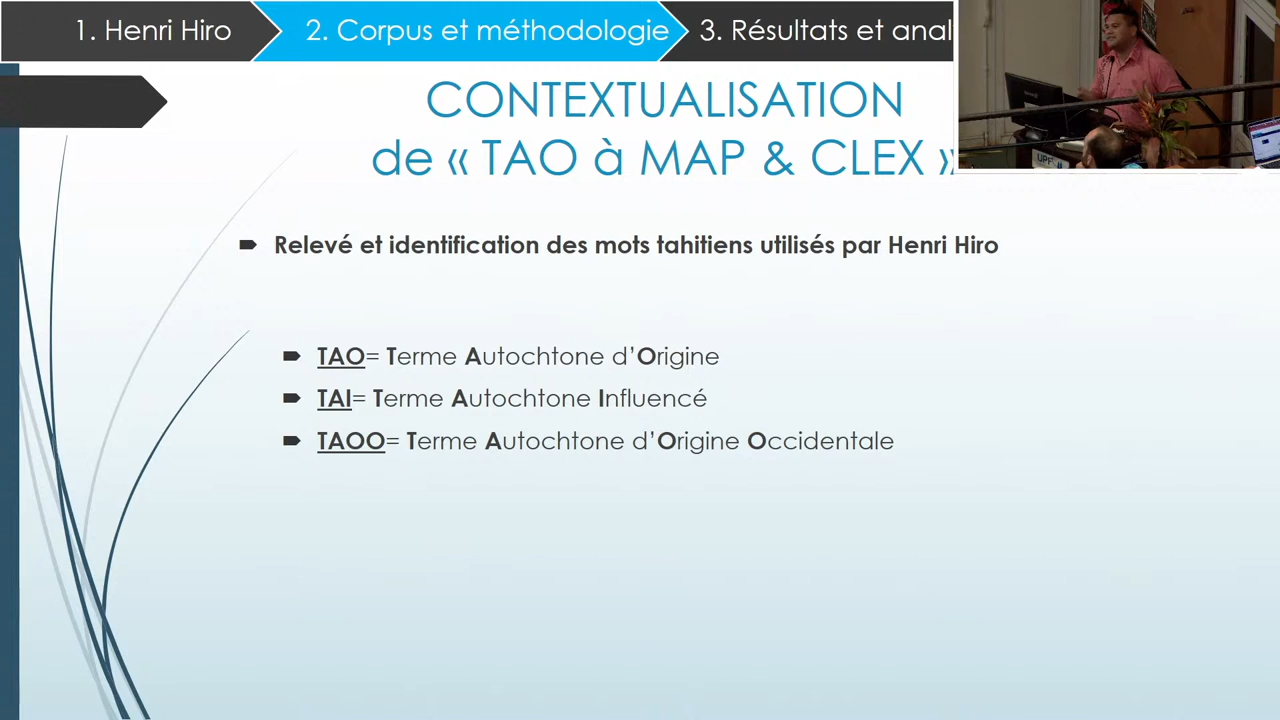 1. Henri Hiro
2. Corpus et méthodologie
3. Résultats et anal
CONTEXTUALISATION
de « TAO à MAP & CLEX »
Relevé et identification des mots tahitiens utilisés par Henri Hiro
TAO= Terme Autochtone d’Origine
TAI= Terme Autochtone Influencé
TAOO= Terme Autochtone d’Origine Occidentale
UPF